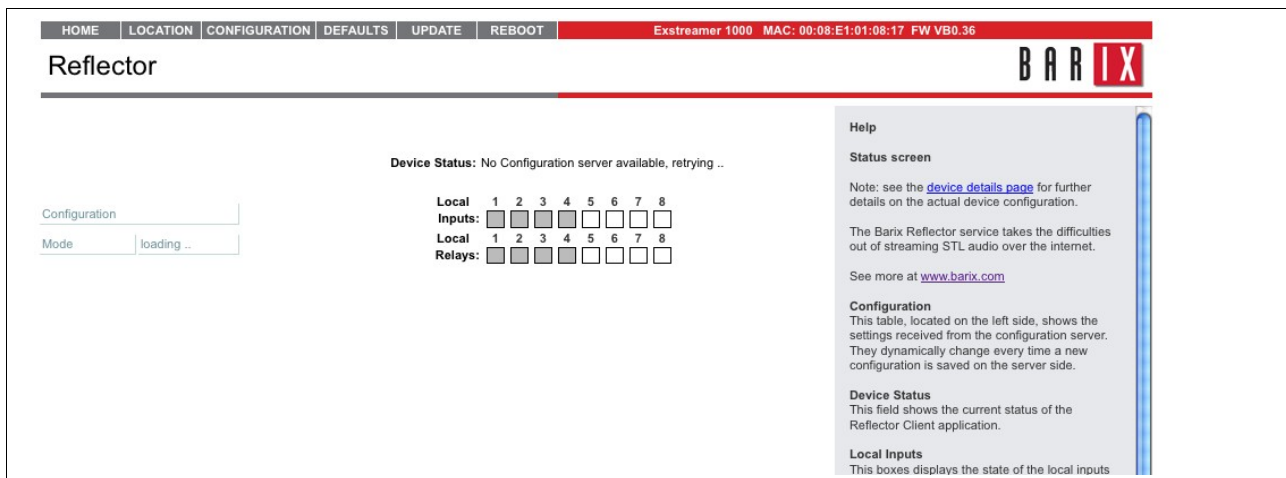 HOME LOCATION CONFIGURATION DEFAULTS UPDATE REBOOT Exstreamer 1000 MAC: 00:08:E1:01:08:17 FW VB0.36
Reflector
BARIX
Device Status: No Configuration server available, retrying ..
Configuration
Mode loading ..
Local 1 2 3 4 5 6 7 8
Inputs:
Local 1 2 3 4 5 6 7 8
Relays:
Help
Status screen
Note: see the device details page for further
details on the actual device configuration.
The Barix Reflector service takes the difficulties
out of streaming STL audio over the internet.
See more at www.barix.com
Configuration
This table, located on the left side, shows the
settings received from the configuration server.
They dynamically change every time a new
configuration is saved on the server side.
Device Status
This field shows the current status of the
Reflector Client application.
Local Inputs
This boxes displays the state of the local inputs